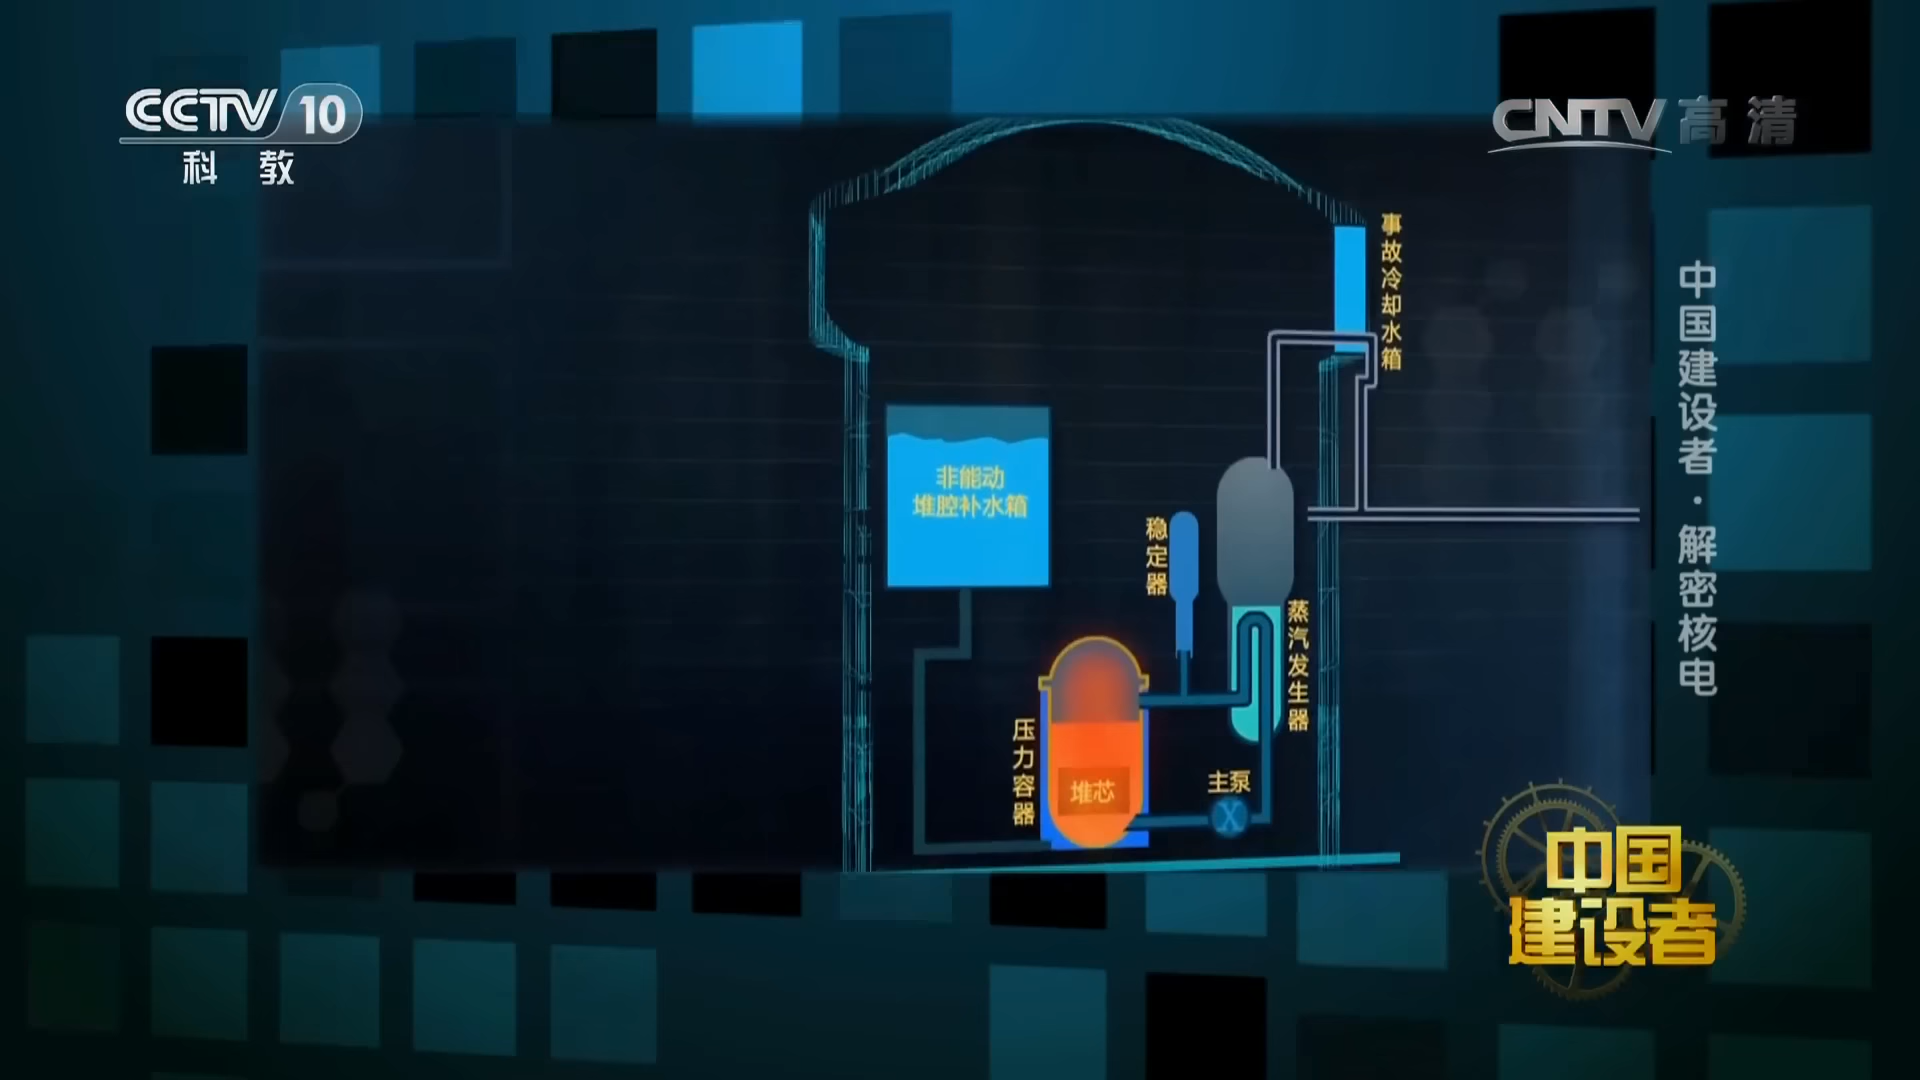 CCTV 10
科 教
CNTV 高清
事故冷却水箱
中国建设者·解密核电
非能动
堆腔补水箱
稳定器
蒸汽发生器
压力容器
主泵
堆芯
X
中国
建设者